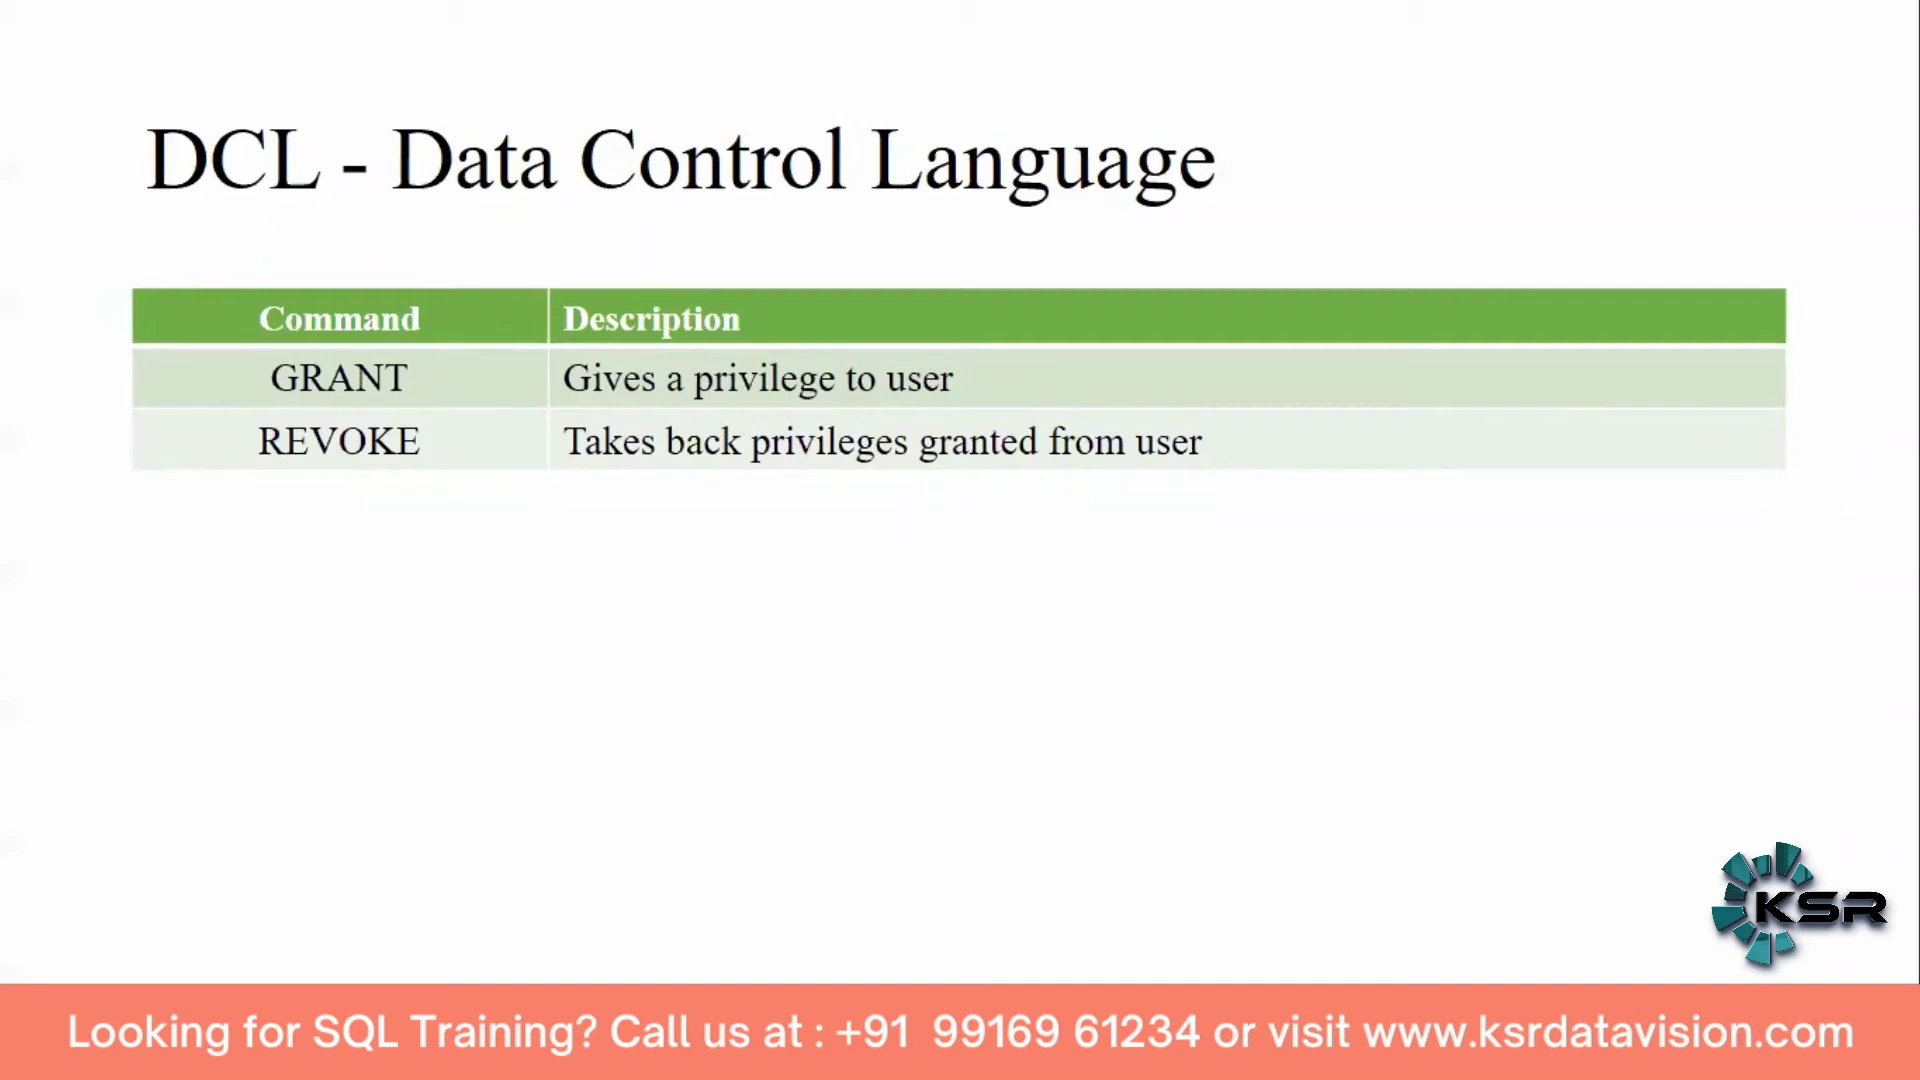 DCL - Data Control Language
Command Description
GRANT Gives a privilege to user
REVOKE Takes back privileges granted from user
KSR
Looking for SQL Training? Call us at : +91 99169 61234 or visit www.ksrdatavision.com